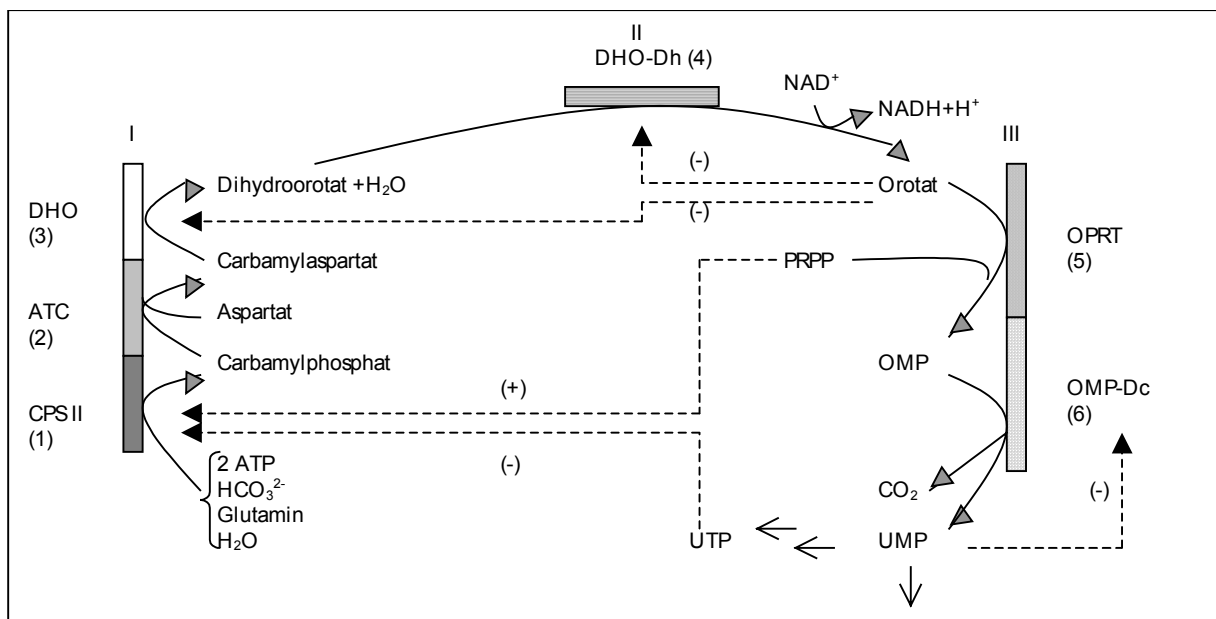 II
DHO-Dh (4)
NAD⁺
NADH+H⁺
I
III
(-)
Dihydroorotat +H₂O
Orotat
(-)
DHO
(3)
OPRT
(5)
Carbamylaspartat
PRPP
ATC
(2)
Aspartat
Carbamylphosphat
OMP
(+)
OMP-Dc
(6)
CPS II
(1)
(-)
2 ATP
HCO₃²⁻
Glutamin
H₂O
CO₂
(-)
UTP
UMP